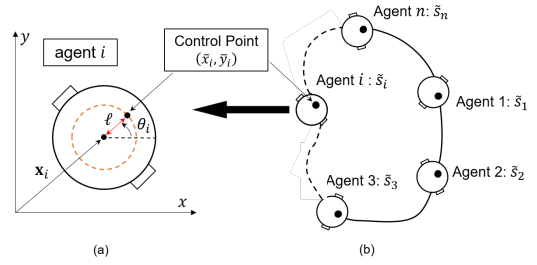 y
agent i
Control Point
(x̄ᵢ, ȳᵢ)
ℓ
θᵢ
𝐱ᵢ
x
(a)
Agent n: s̃ₙ
Agent i : s̃ᵢ
Agent 1: s̃₁
Agent 2: s̃₂
Agent 3: s̃₃
(b)